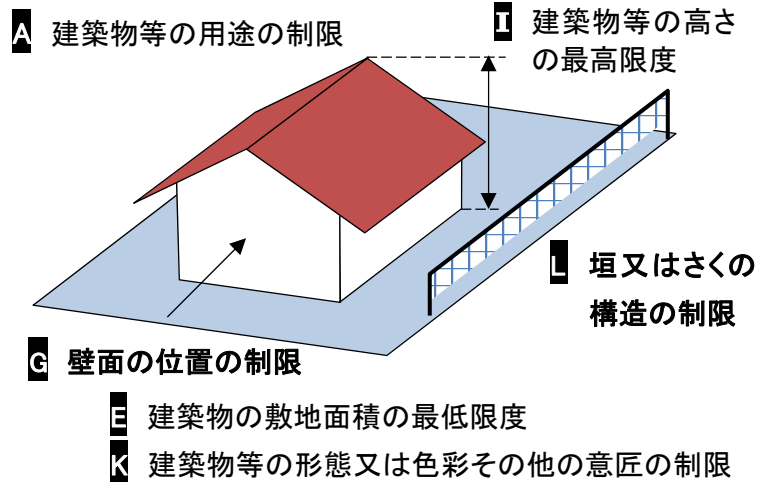 A 建築物等の用途の制限
I 建築物等の高さ
の最高限度
L 垣又はさくの
構造の制限
G 壁面の位置の制限
E 建築物の敷地面積の最低限度
K 建築物等の形態又は色彩その他の意匠の制限